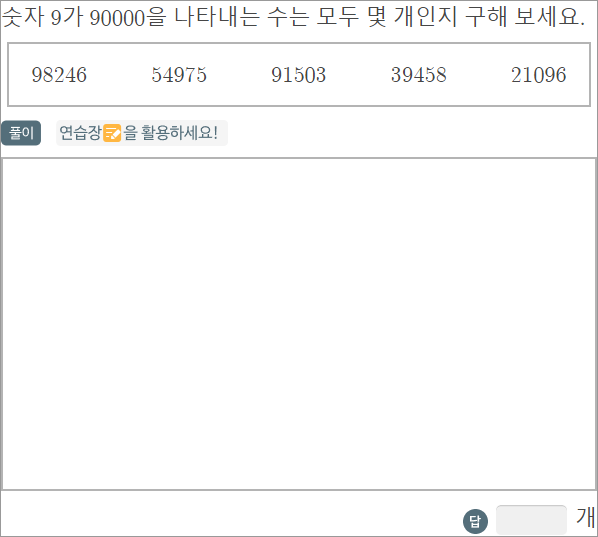 숫자 9가 90000을 나타내는 수는 모두 몇 개인지 구해 보세요.
98246 54975 91503 39458 21096
풀이 연습장을 활용하세요!
답 개